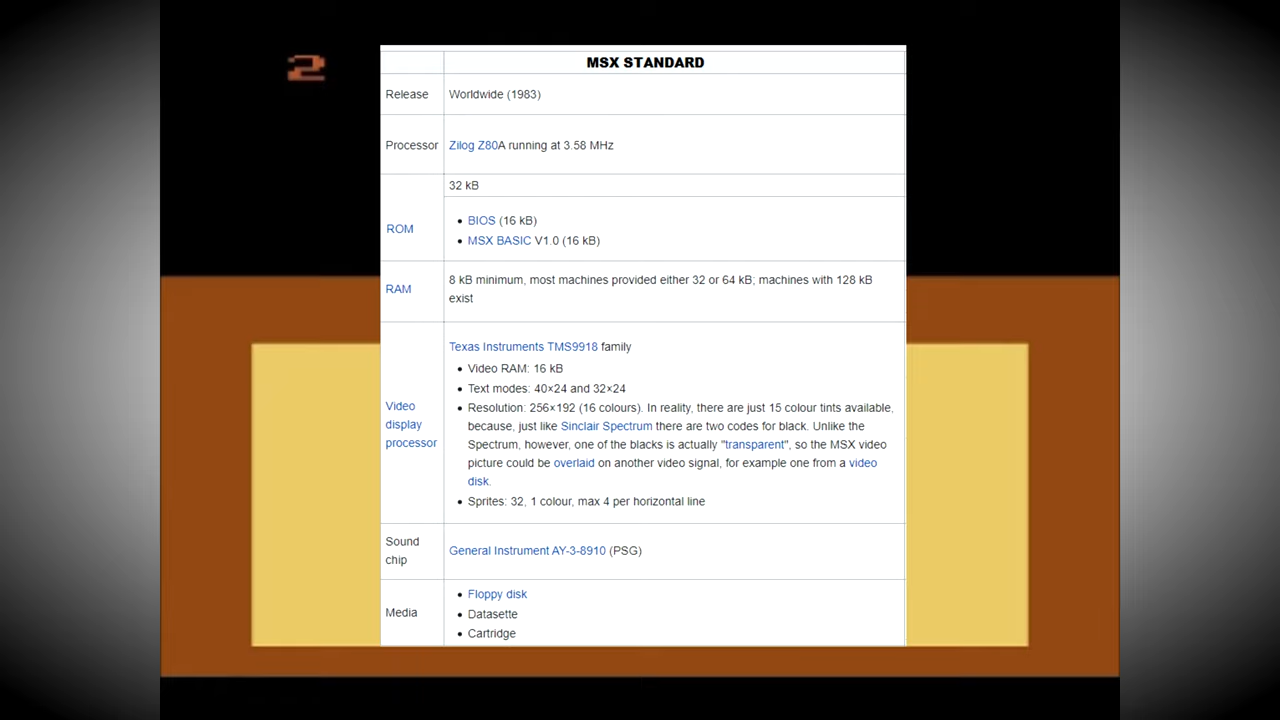 2
MSX STANDARD
Release
Worldwide (1983)
Processor
Zilog Z80A running at 3.58 MHz
ROM
32 kB
• BIOS (16 kB)
• MSX BASIC V1.0 (16 kB)
RAM
8 kB minimum, most machines provided either 32 or 64 kB; machines with 128 kB
exist
Video
display
processor
Texas Instruments TMS9918 family
• Video RAM: 16 kB
• Text modes: 40×24 and 32×24
• Resolution: 256×192 (16 colours). In reality, there are just 15 colour tints available,
because, just like Sinclair Spectrum there are two codes for black. Unlike the
Spectrum, however, one of the blacks is actually "transparent", so the MSX video
picture could be overlaid on another video signal, for example one from a video
disk.
• Sprites: 32, 1 colour, max 4 per horizontal line
Sound
chip
General Instrument AY-3-8910 (PSG)
Media
• Floppy disk
• Datasette
• Cartridge